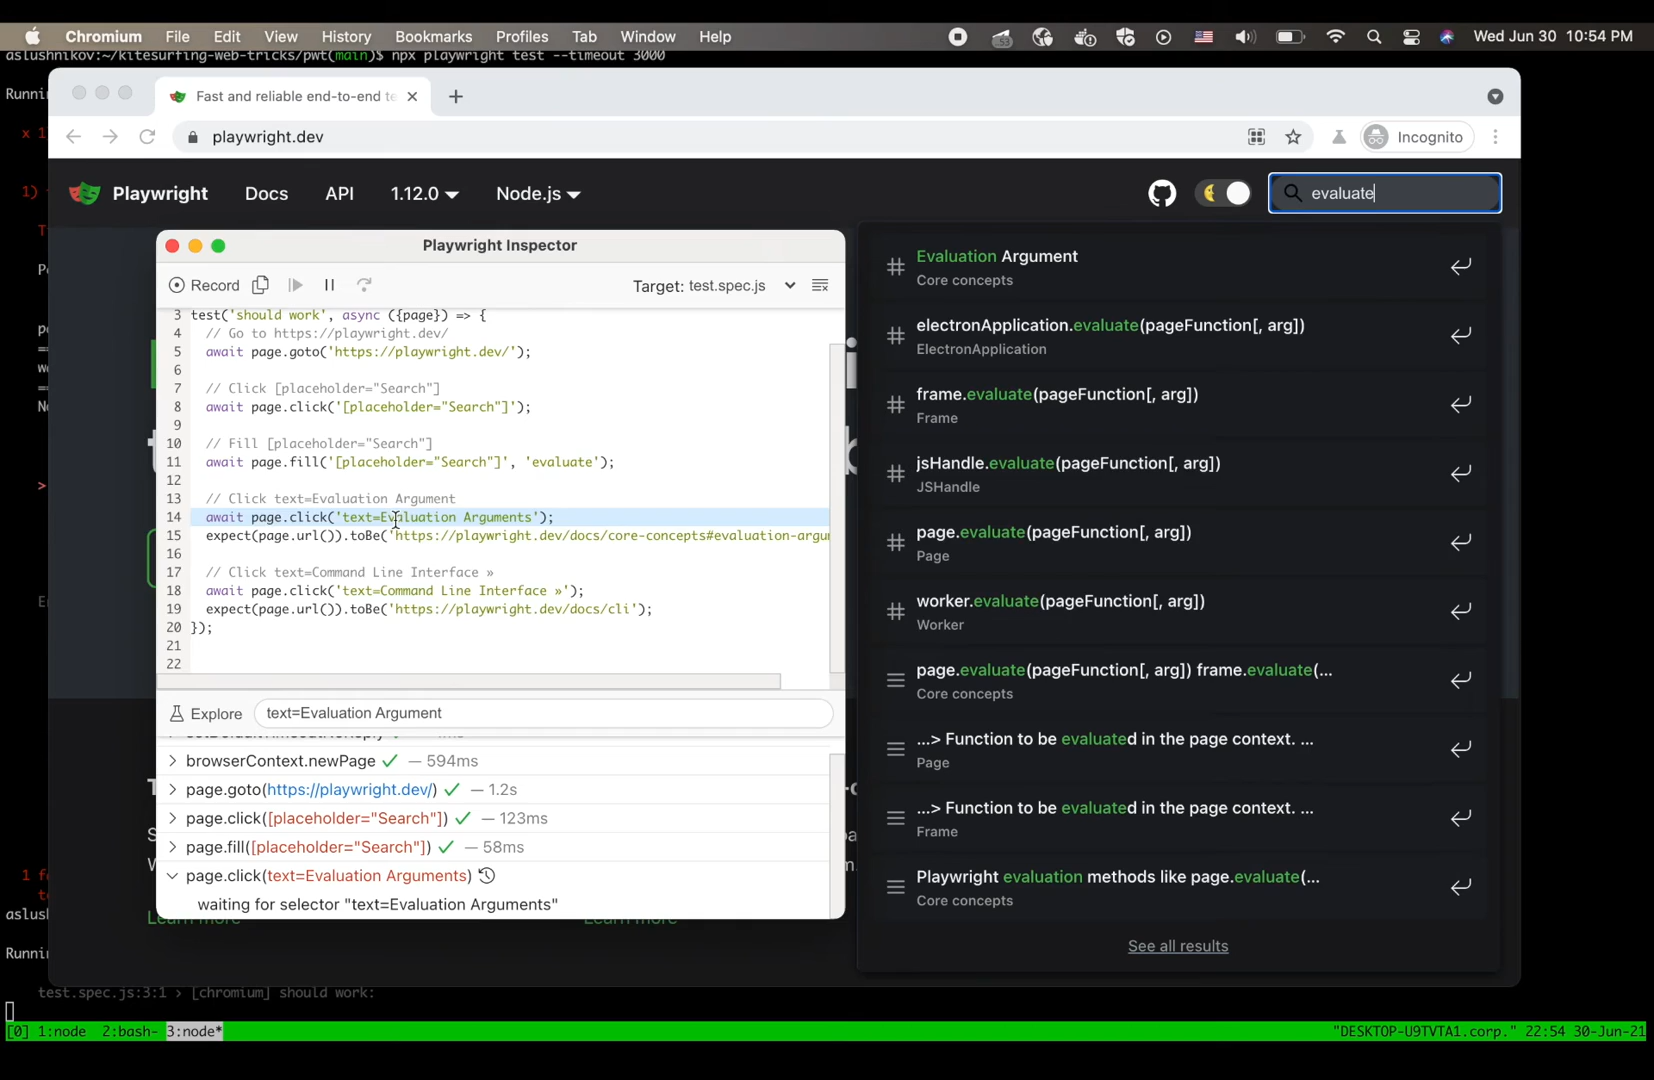 Chromium File Edit View History Bookmarks Profiles Tab Window Help Wed Jun 30 10:54 PM
aslushnikov:~/kitesurfing-web-tricks/pwt(main)$ npx playwright test --timeout 3000
Runni
Fast and reliable end-to-end te
x 1
playwright.dev Incognito
1)
Playwright Docs API 1.12.0 Node.js evaluate
Playwright Inspector
Record Target: test.spec.js
3 test('should work', async ({page}) => {
4 // Go to https://playwright.dev/
5 await page.goto('https://playwright.dev/');
6
7 // Click [placeholder="Search"]
8 await page.click('[placeholder="Search"]');
9
10 // Fill [placeholder="Search"]
11 await page.fill('[placeholder="Search"]', 'evaluate');
12
13 // Click text=Evaluation Argument
14 await page.click('text=Evaluation Arguments');
15 expect(page.url()).toBe('https://playwright.dev/docs/core-concepts#evaluation-argu
16
17 // Click text=Command Line Interface »
18 await page.click('text=Command Line Interface »');
19 expect(page.url()).toBe('https://playwright.dev/docs/cli');
20 });
21
22
Explore text=Evaluation Argument
browserContext.newPage ✓ — 594ms
page.goto(https://playwright.dev/) ✓ — 1.2s
page.click([placeholder="Search"]) ✓ — 123ms
page.fill([placeholder="Search"]) ✓ — 58ms
page.click(text=Evaluation Arguments)
waiting for selector "text=Evaluation Arguments"
Evaluation Argument
Core concepts
electronApplication.evaluate(pageFunction[, arg])
ElectronApplication
frame.evaluate(pageFunction[, arg])
Frame
jsHandle.evaluate(pageFunction[, arg])
JSHandle
page.evaluate(pageFunction[, arg])
Page
worker.evaluate(pageFunction[, arg])
Worker
page.evaluate(pageFunction[, arg]) frame.evaluate(...
Core concepts
...> Function to be evaluated in the page context. ...
Page
...> Function to be evaluated in the page context. ...
Frame
Playwright evaluation methods like page.evaluate(...
Core concepts
See all results
aslush
Runnin
test.spec.js:3:1 › [chromium] should work:
[0] 1:node 2:bash- 3:node* "DESKTOP-U9TVTA1.corp." 22:54 30-Jun-21